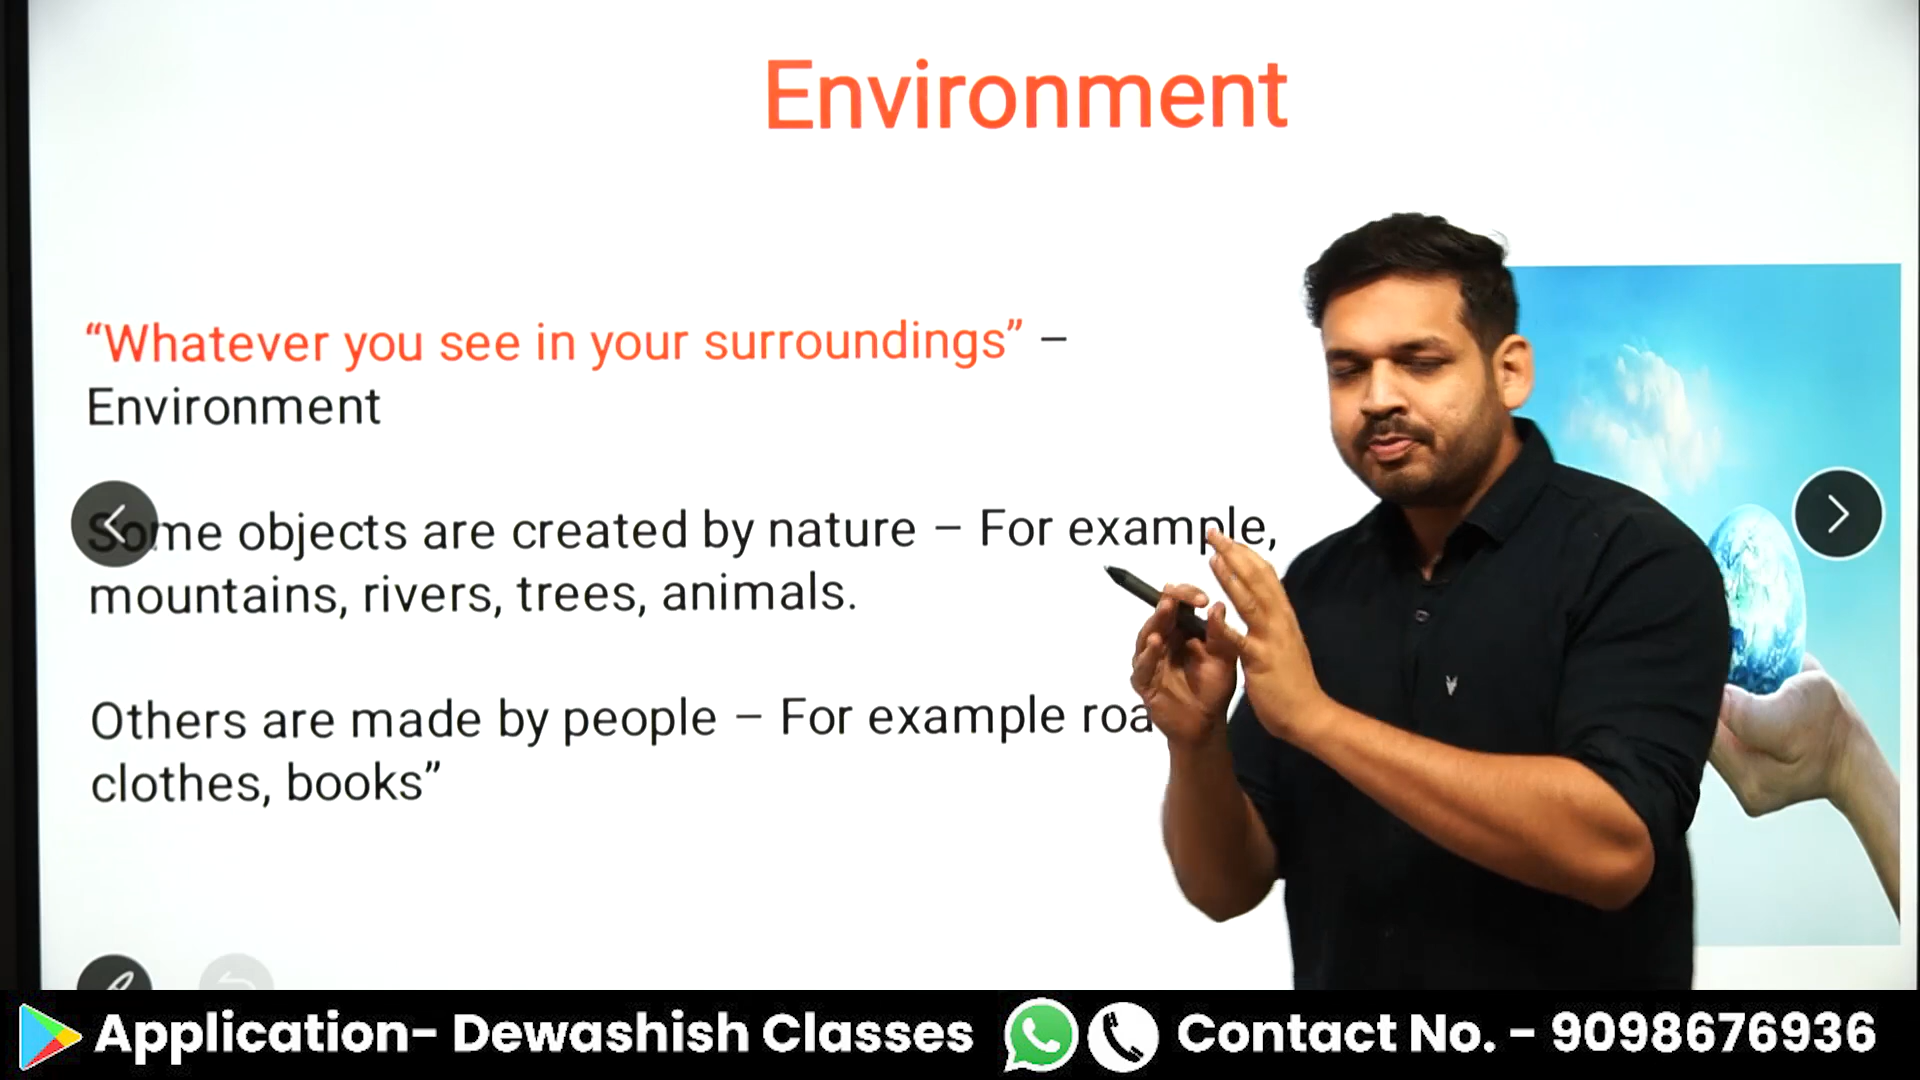 Environment
“Whatever you see in your surroundings” –
Environment
Some objects are created by nature – For example,
mountains, rivers, trees, animals.
Others are made by people – For example
clothes, books”
Application- Dewashish Classes Contact No. - 9098676936